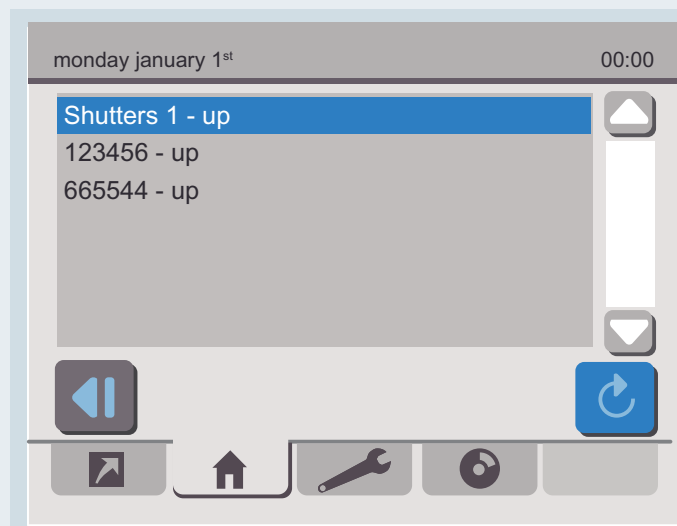 monday january 1st
00:00
Shutters 1 - up
123456 - up
665544 - up